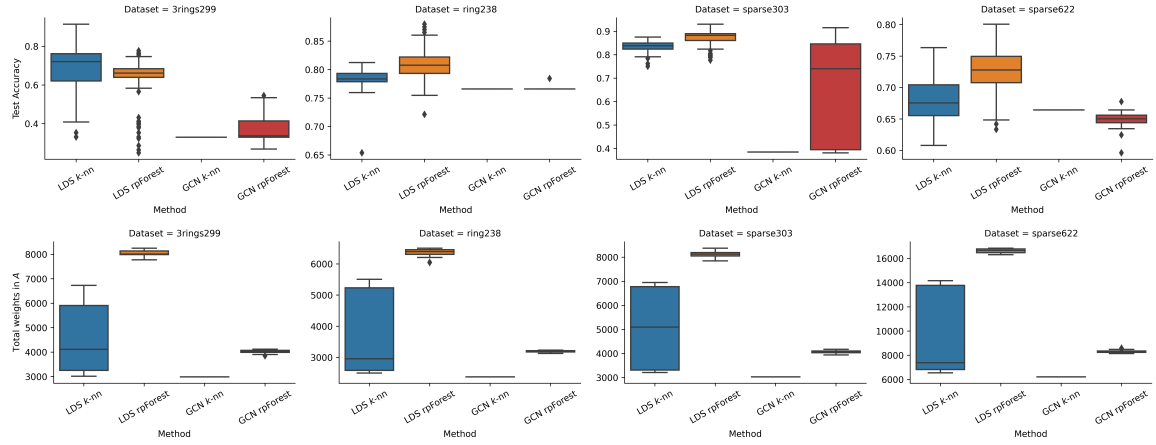 Dataset = 3rings299
Dataset = ring238
Dataset = sparse303
Dataset = sparse622
Test Accuracy
0.8
0.6
0.4
LDS k-nn
LDS rpForest
GCN k-nn
GCN rpForest
Method
0.85
0.80
0.75
0.70
0.65
LDS k-nn
LDS rpForest
GCN k-nn
GCN rpForest
Method
0.9
0.8
0.7
0.6
0.5
0.4
LDS k-nn
LDS rpForest
GCN k-nn
GCN rpForest
Method
0.80
0.75
0.70
0.65
0.60
LDS k-nn
LDS rpForest
GCN k-nn
GCN rpForest
Method
Dataset = 3rings299
Dataset = ring238
Dataset = sparse303
Dataset = sparse622
Total weights in A
8000
7000
6000
5000
4000
3000
LDS k-nn
LDS rpForest
GCN k-nn
GCN rpForest
Method
6000
5000
4000
3000
LDS k-nn
LDS rpForest
GCN k-nn
GCN rpForest
Method
8000
7000
6000
5000
4000
3000
LDS k-nn
LDS rpForest
GCN k-nn
GCN rpForest
Method
16000
14000
12000
10000
8000
6000
LDS k-nn
LDS rpForest
GCN k-nn
GCN rpForest
Method